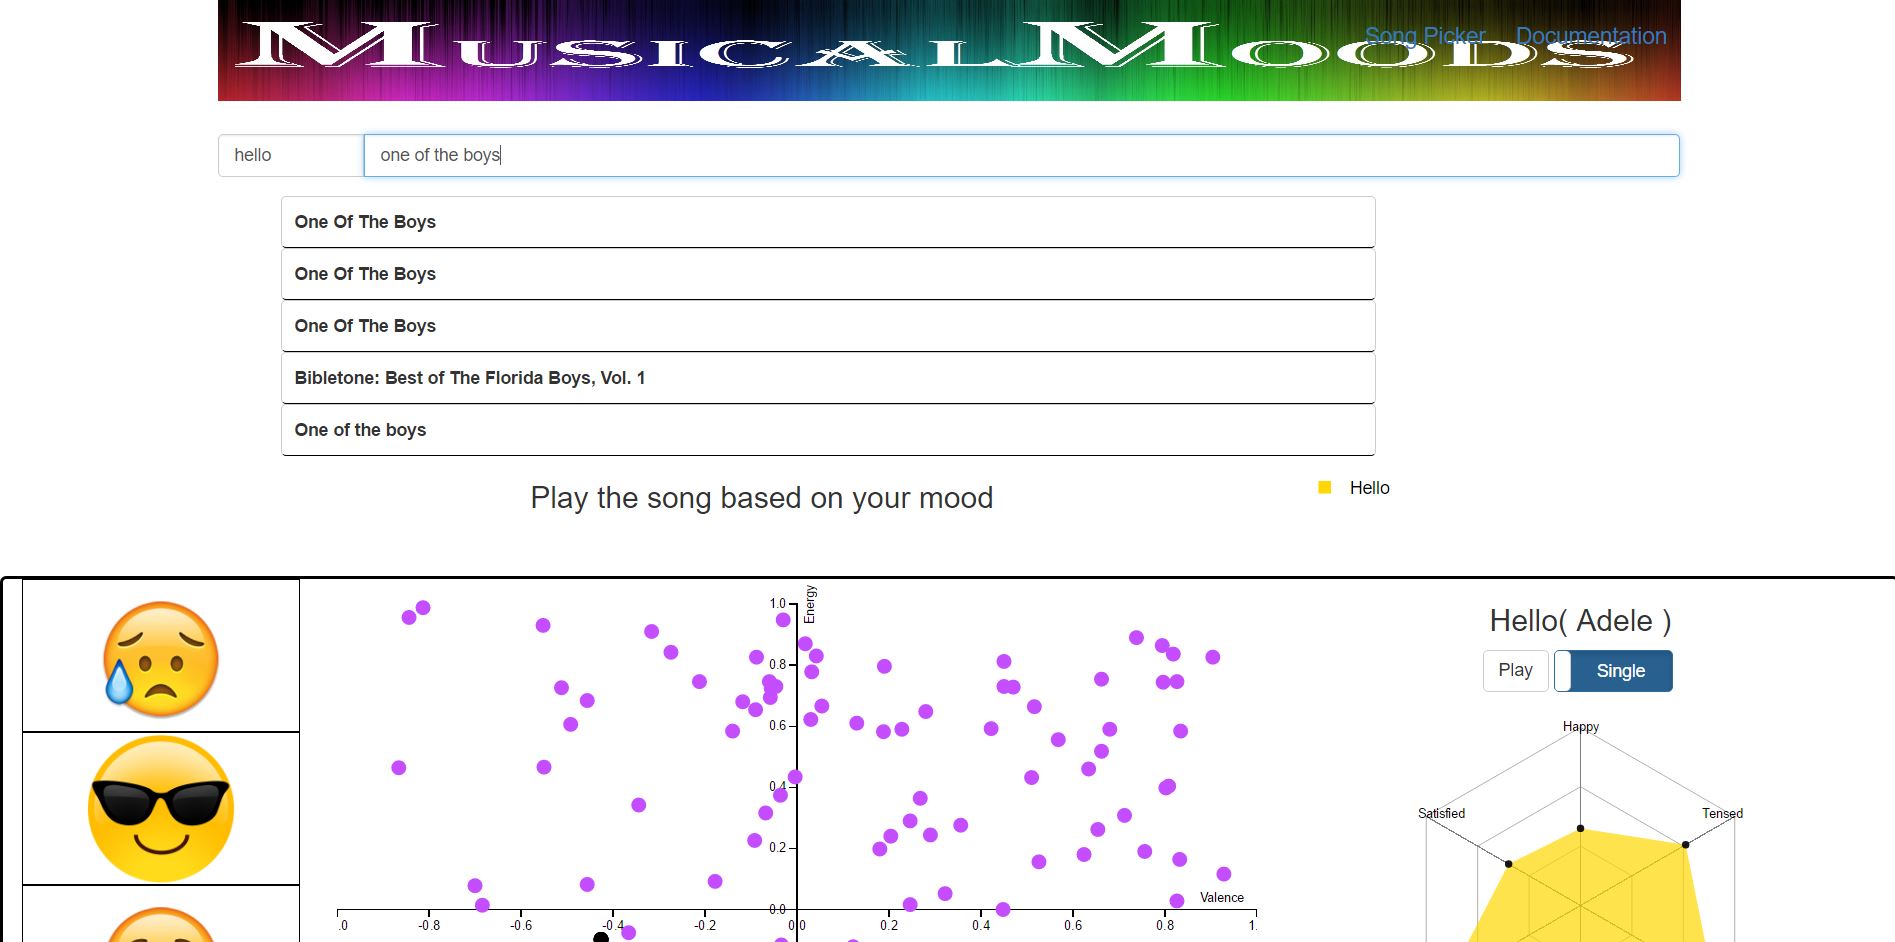 MusicalMoods
Song Picker Documentation
hello
one of the boys
One Of The Boys
One Of The Boys
One Of The Boys
Bibletone: Best of The Florida Boys, Vol. 1
One of the boys
Play the song based on your mood
Hello
Hello( Adele )
Play
Single
Energy
1.0
0.8
0.6
0.4
0.2
0.0
Valence
.0 -0.8 -0.6 -0.4 -0.2 0.0 0.2 0.4 0.6 0.8 1.
Happy
Satisfied
Tensed